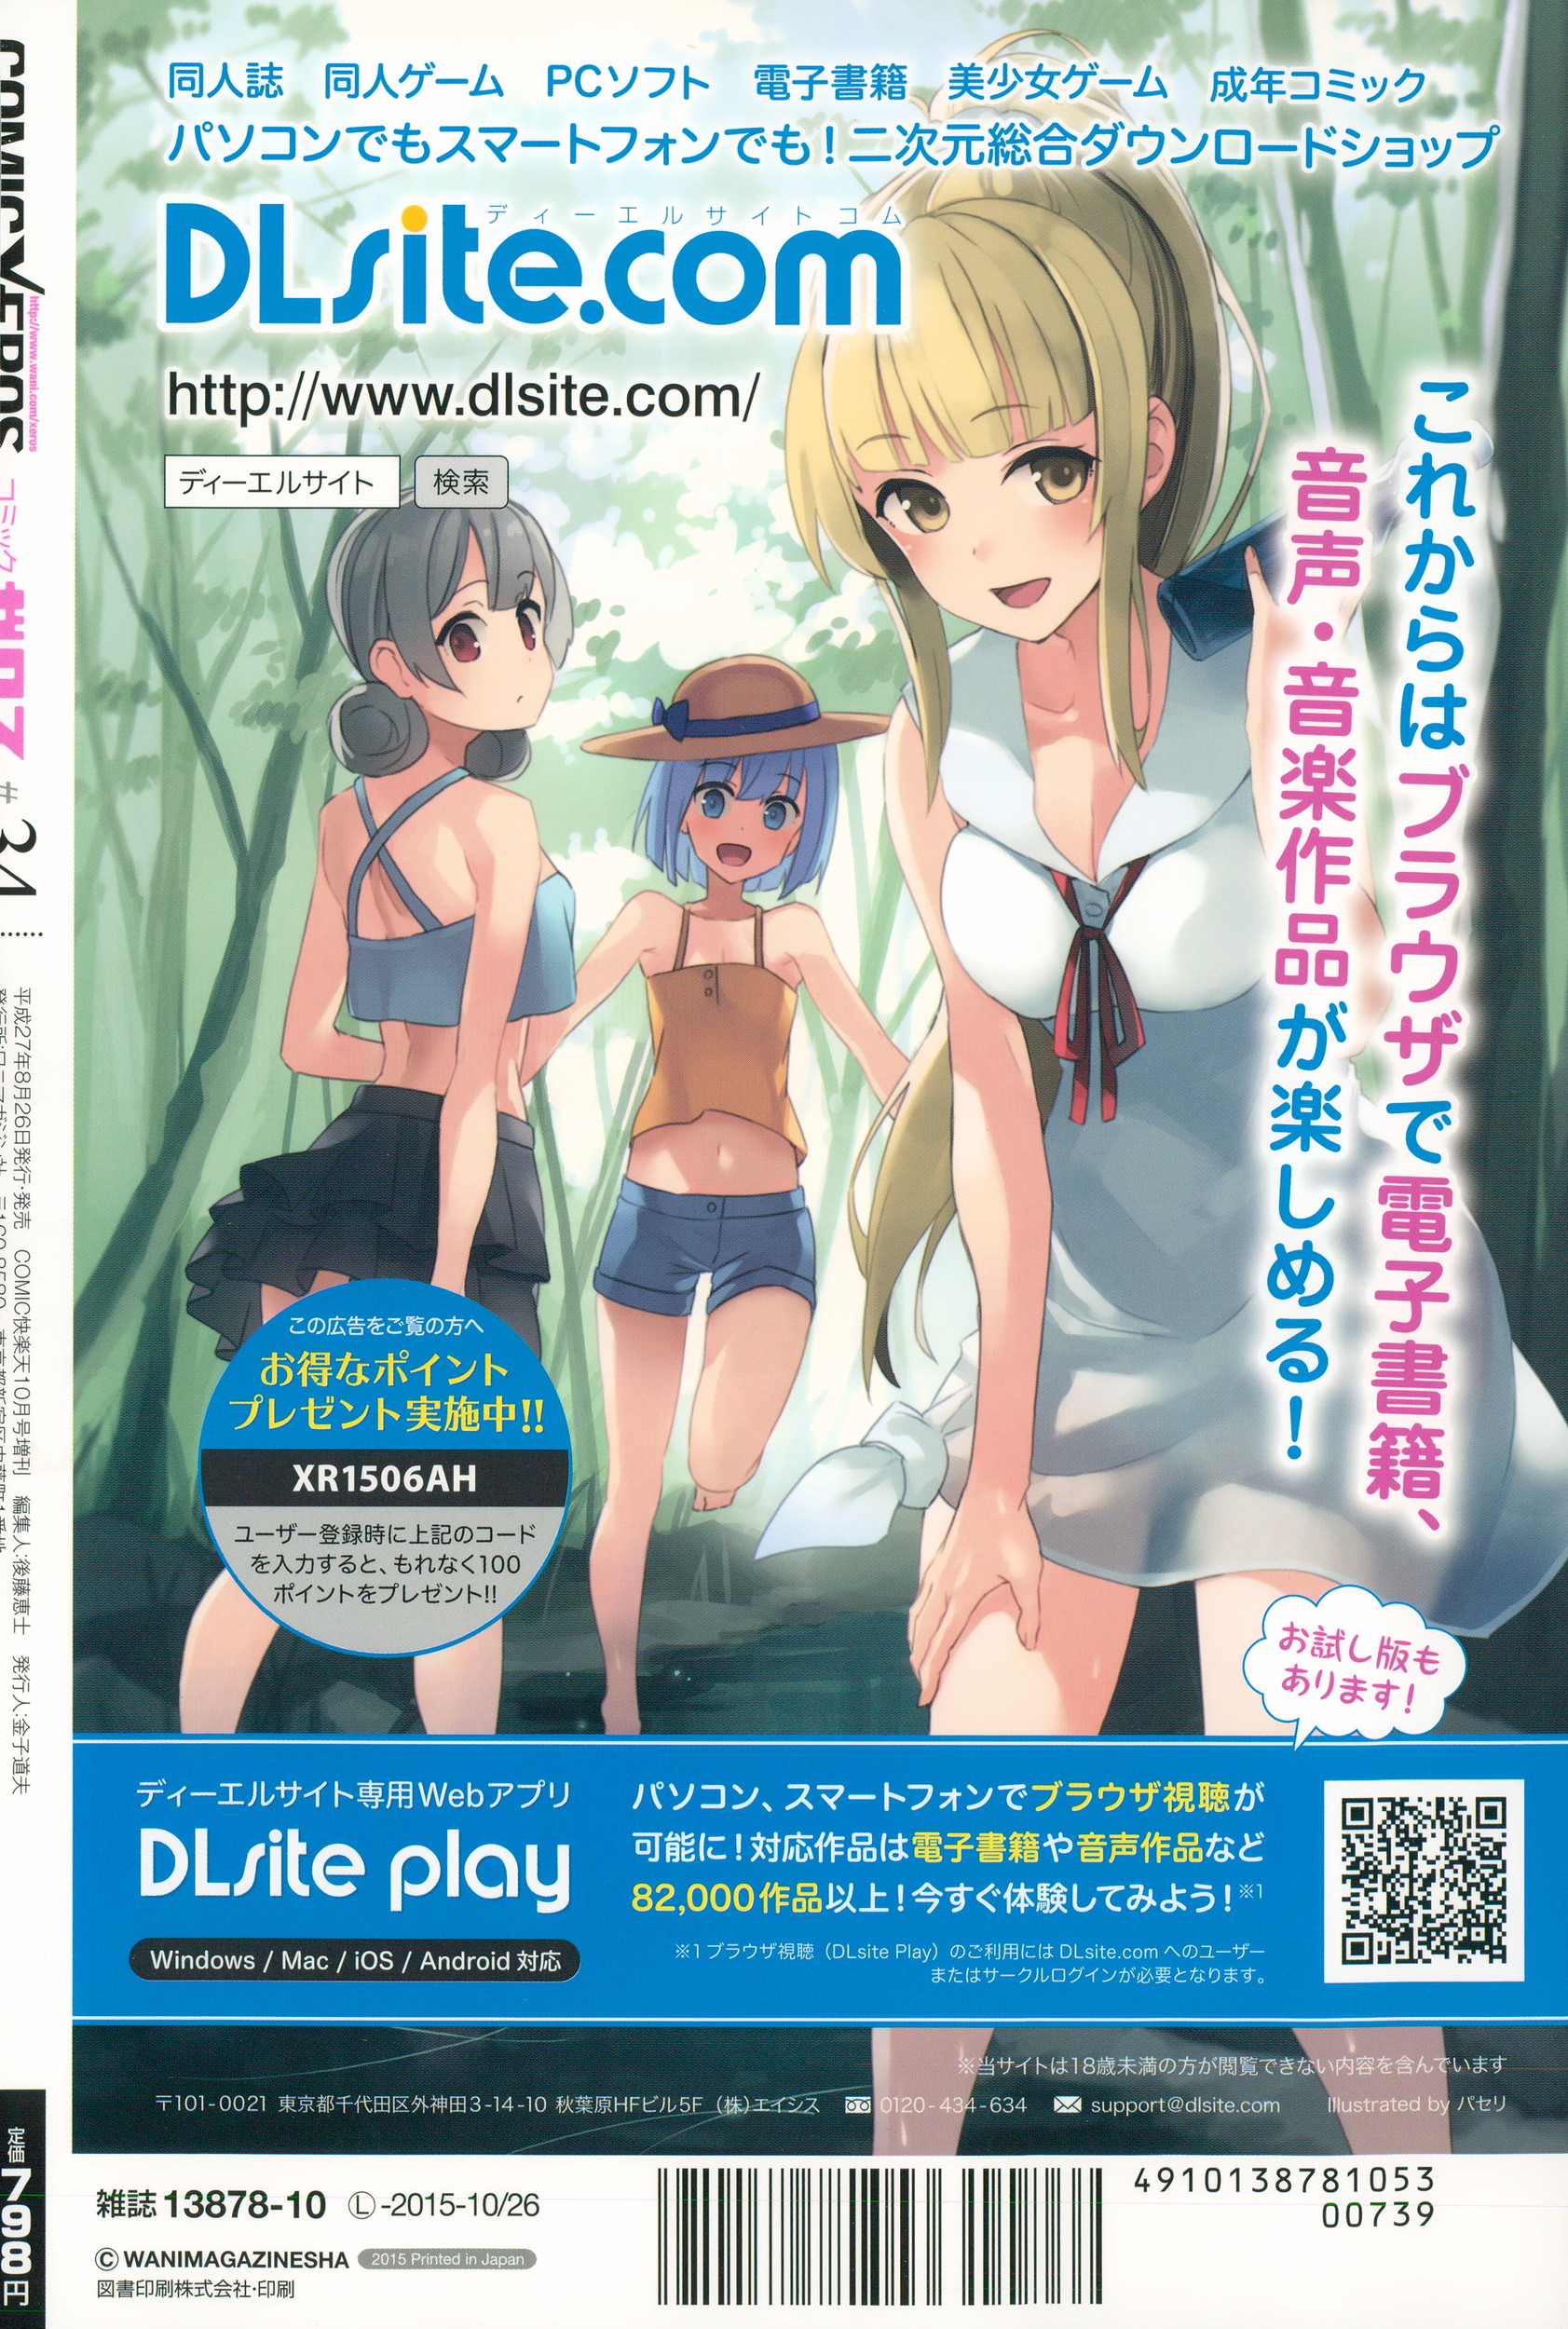 同人誌 同人ゲーム PCソフト 電子書籍 美少女ゲーム 成年コミック
パソコンでもスマートフォンでも！二次元総合ダウンロードショップ
ディーエルサイトコム
DLsite.com
http://www.dlsite.com/
ディーエルサイト 検索
これからはブラウザで電子書籍、
音声・音楽作品が楽しめる！
この広告をご覧の方へ
お得なポイント
プレゼント実施中!!
XR1506AH
ユーザー登録時に上記のコード
を入力すると、もれなく100
ポイントをプレゼント!!
お試し版も
あります！
ディーエルサイト専用Webアプリ
DLsite play
Windows / Mac / iOS / Android 対応
パソコン、スマートフォンでブラウザ視聴が
可能に！対応作品は電子書籍や音声作品など
82,000作品以上！今すぐ体験してみよう！※1
※1 ブラウザ視聴（DLsite Play）のご利用には DLsite.com へのユーザー
またはサークルログインが必要となります。
※当サイトは18歳未満の方が閲覧できない内容を含んでいます
〒101-0021 東京都千代田区外神田3-14-10 秋葉原HFビル5F （株）エイシス 0120-434-634 support@dlsite.com Illustrated by パセリ
雑誌 13878-10 Ⓛ-2015-10/26
© WANIMAGAZINESHA 2015 Printed in Japan
図書印刷株式会社・印刷
4910138781053
00739
http://www.wani.com/xeros
コミック
#34
平成27年8月26日発行・発売 COMIC快楽天10月号増刊 編集人：後藤恵士 発行人：金子道夫
定価798円